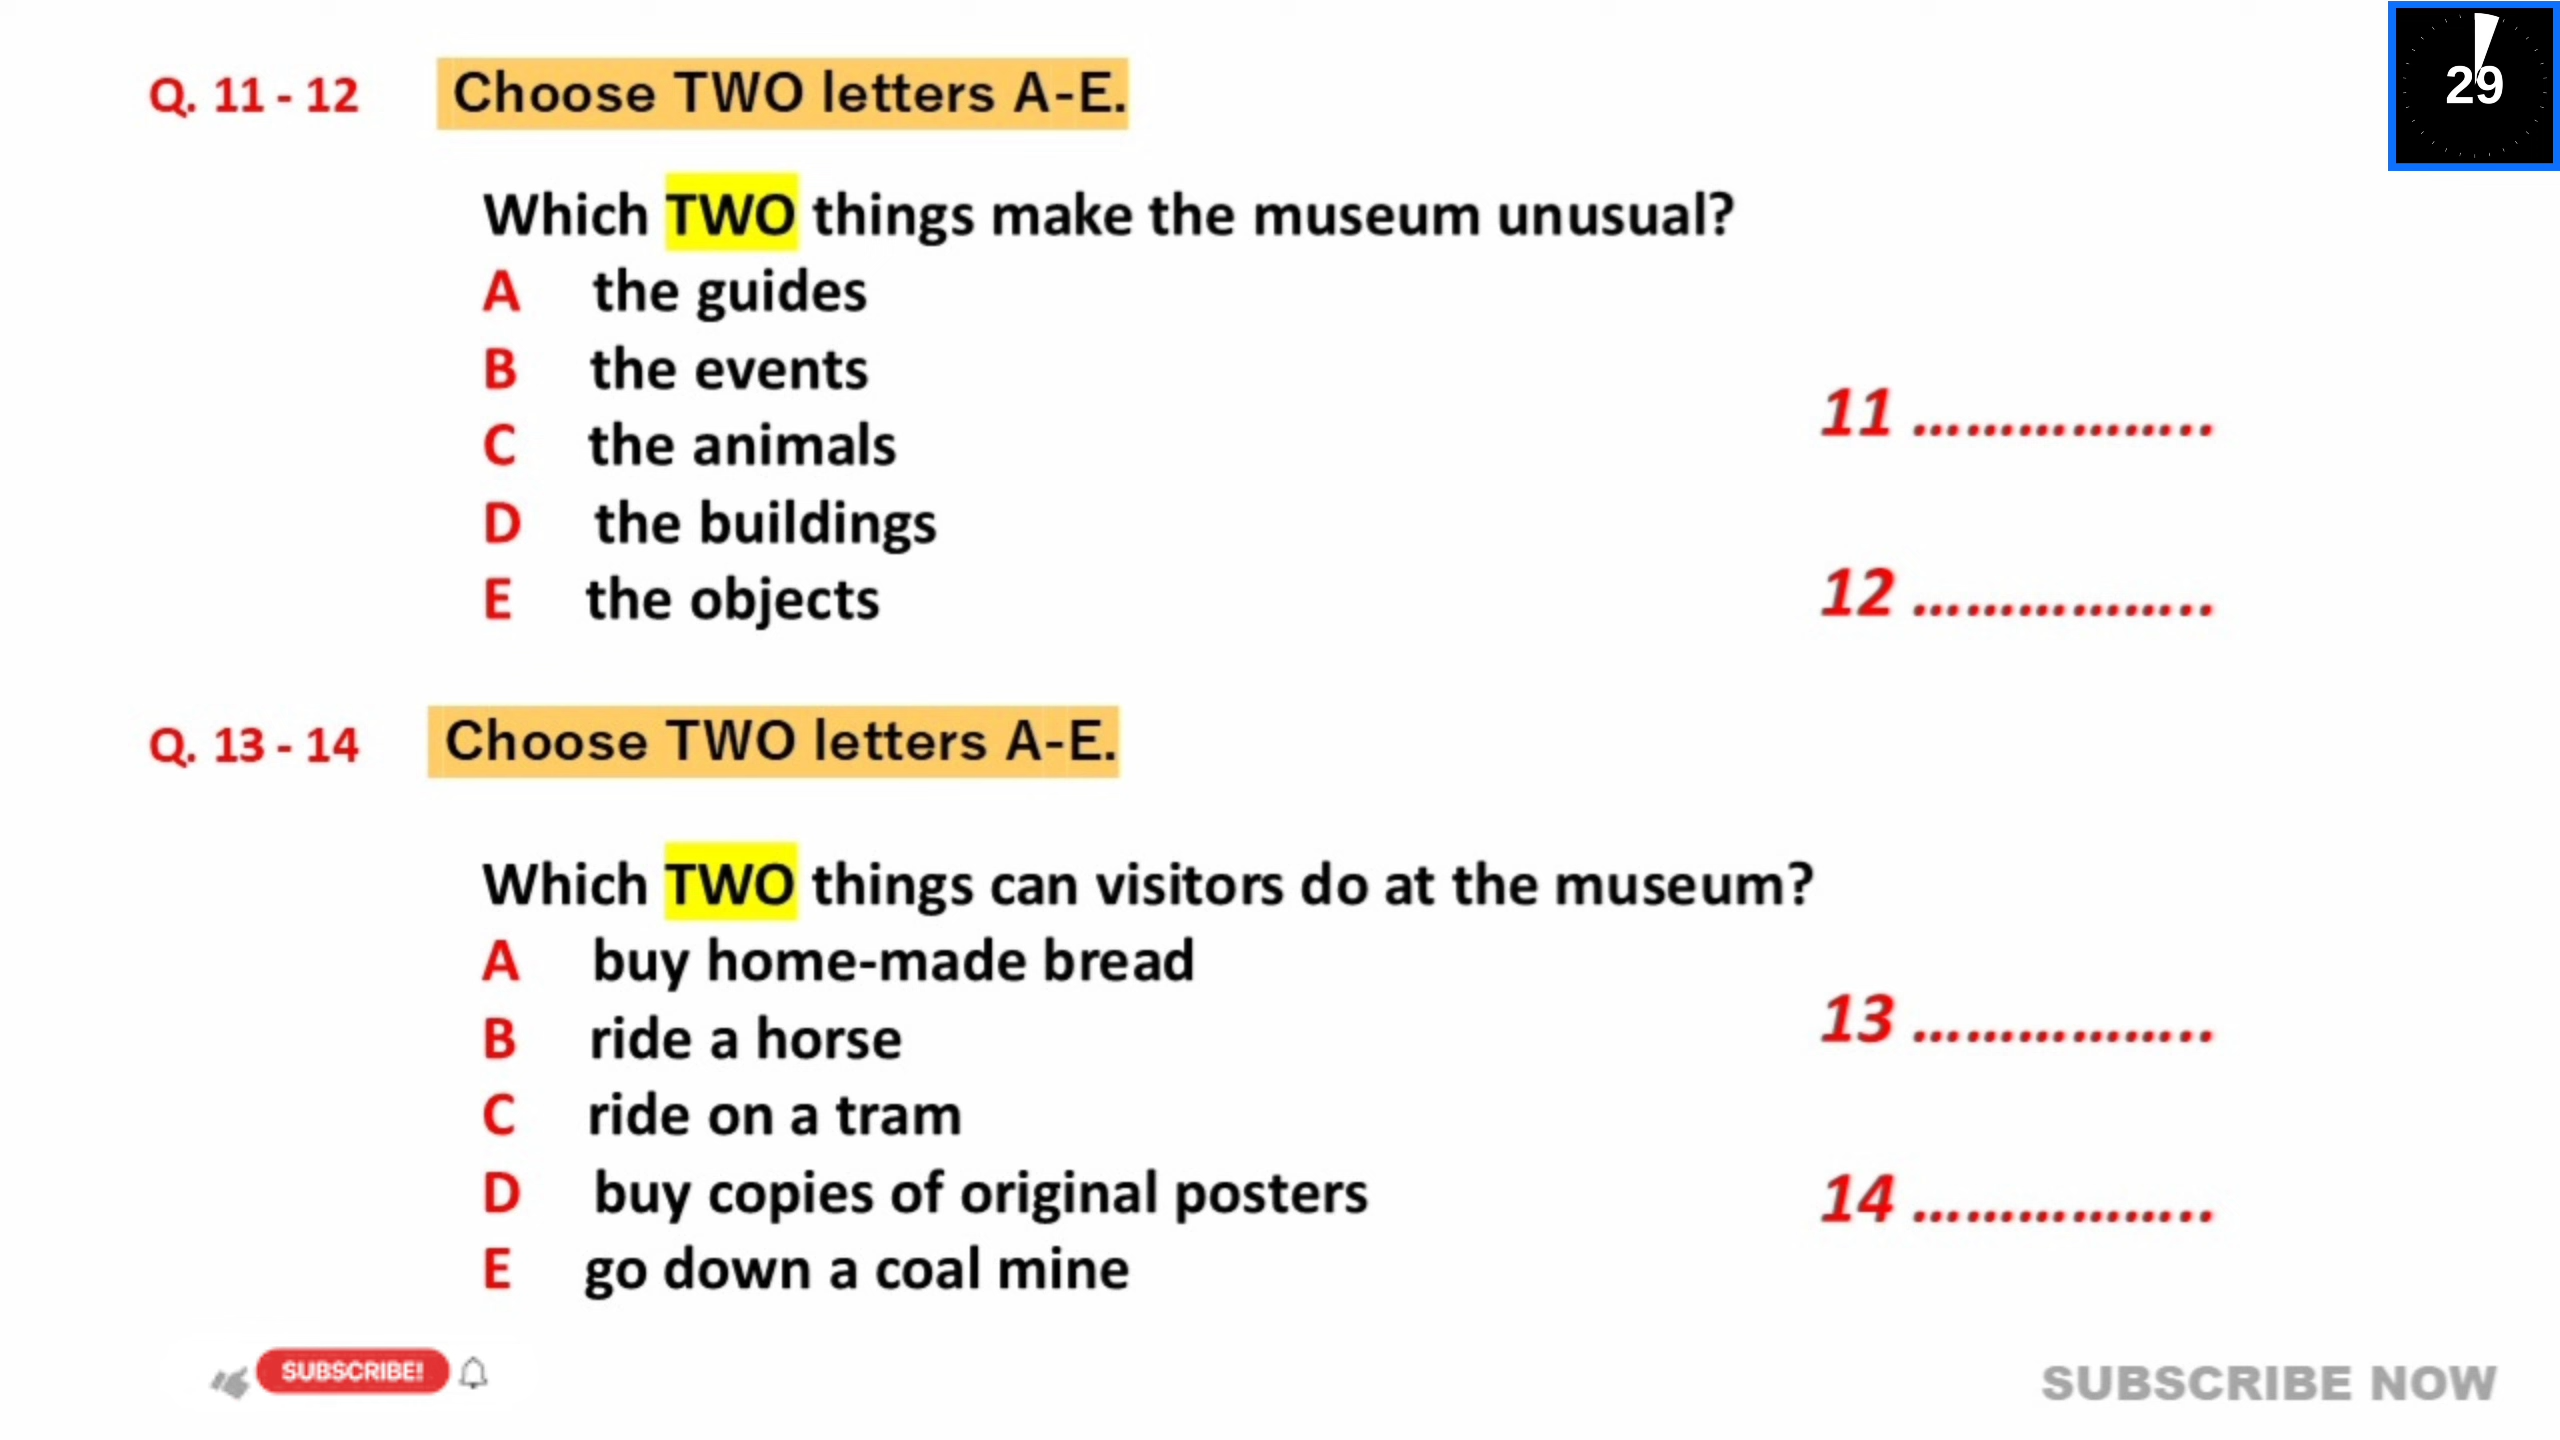 29
Q. 11 - 12 Choose TWO letters A-E.
Which TWO things make the museum unusual?
A the guides
B the events
C the animals
11 ..................
D the buildings
E the objects
12 ..................
Q. 13 - 14 Choose TWO letters A-E.
Which TWO things can visitors do at the museum?
A buy home-made bread
B ride a horse
13 ..................
C ride on a tram
D buy copies of original posters
14 ..................
E go down a coal mine
SUBSCRIBE!
SUBSCRIBE NOW